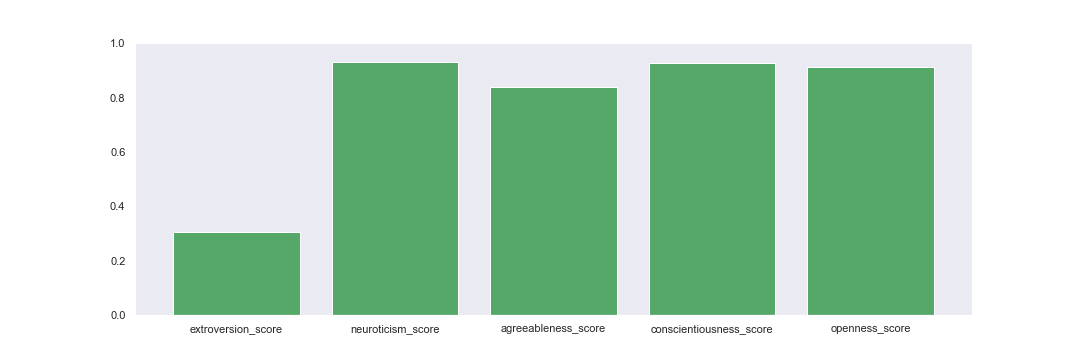 1.0
0.8
0.6
0.4
0.2
0.0
extroversion_score
neuroticism_score
agreeableness_score
conscientiousness_score
openness_score